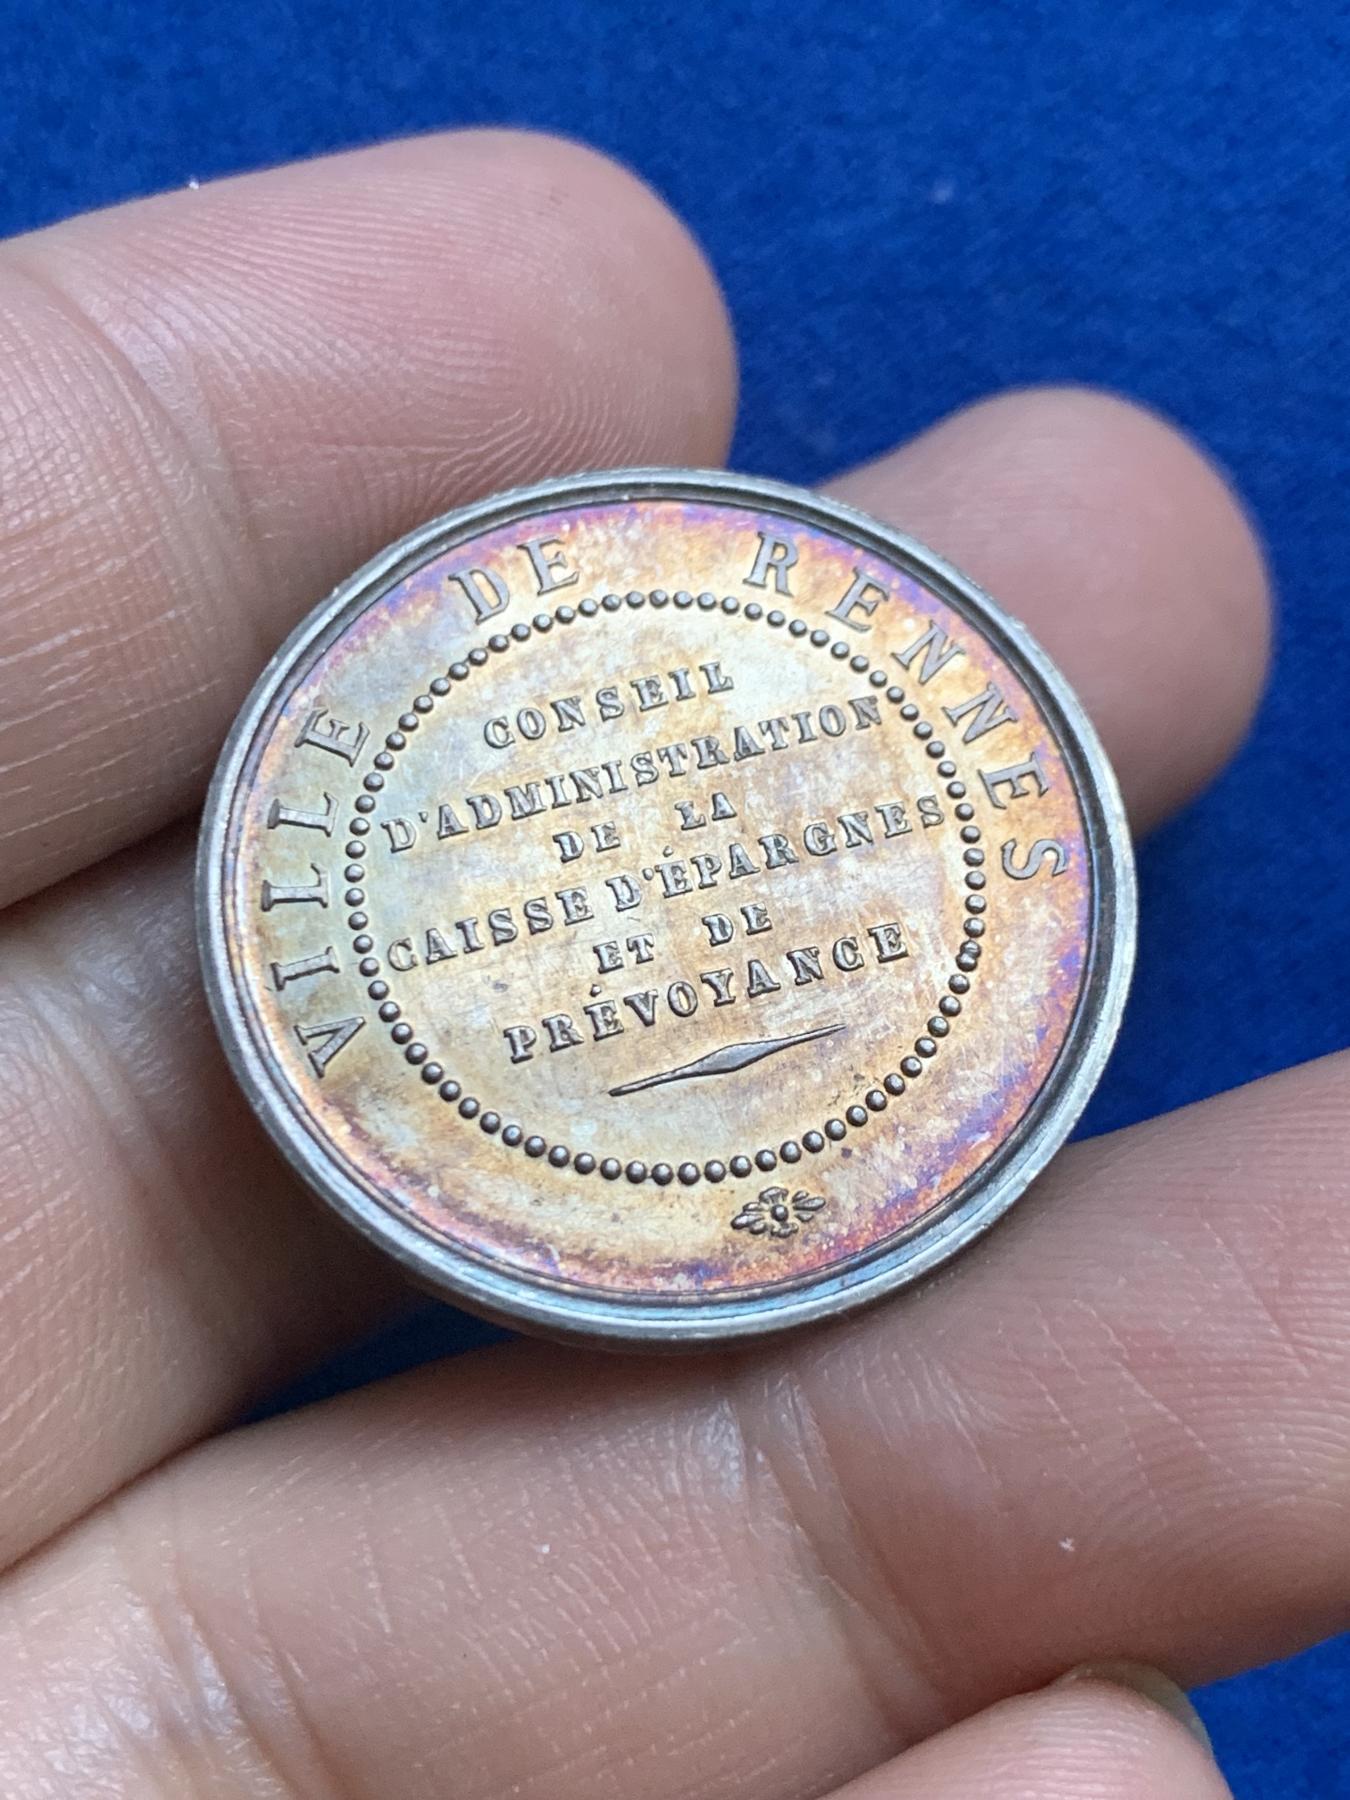 VILLE DE RENNES
CONSEIL
D'ADMINISTRATION
DE LA
CAISSE D'ÉPARGNES
ET DE
PRÉVOYANCE